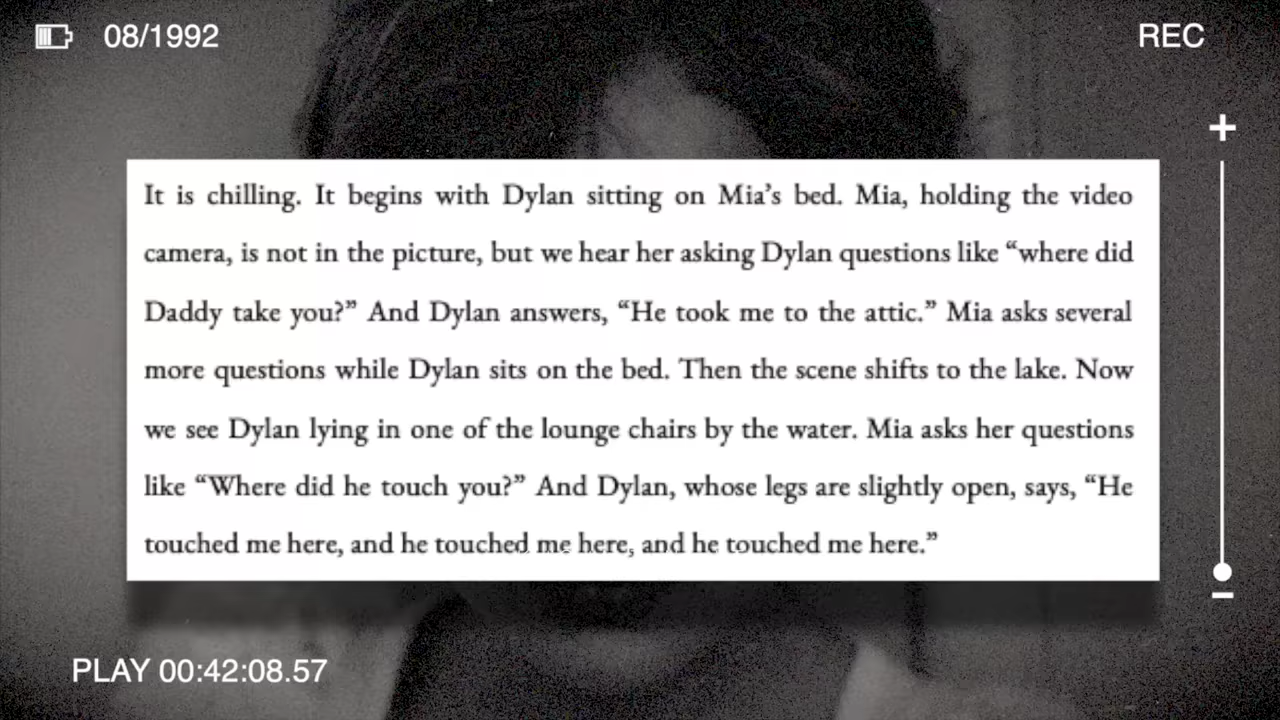 08/1992
REC
It is chilling. It begins with Dylan sitting on Mia’s bed. Mia, holding the video
camera, is not in the picture, but we hear her asking Dylan questions like “where did
Daddy take you?” And Dylan answers, “He took me to the attic.” Mia asks several
more questions while Dylan sits on the bed. Then the scene shifts to the lake. Now
we see Dylan lying in one of the lounge chairs by the water. Mia asks her questions
like “Where did he touch you?” And Dylan, whose legs are slightly open, says, “He
touched me here, and he touched me here, and he touched me here.”
PLAY 00:42:08.57